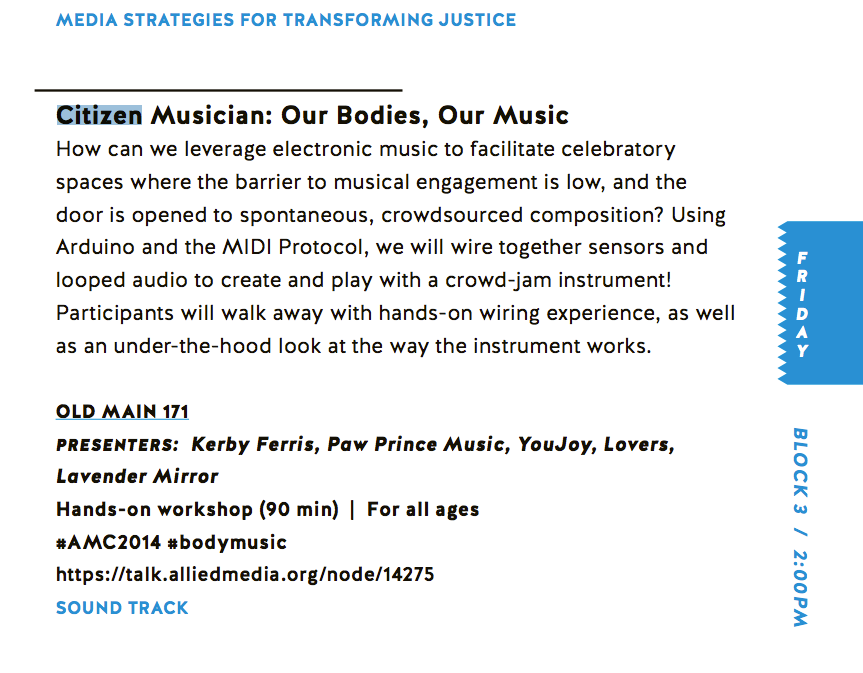 MEDIA STRATEGIES FOR TRANSFORMING JUSTICE
Citizen Musician: Our Bodies, Our Music
How can we leverage electronic music to facilitate celebratory
spaces where the barrier to musical engagement is low, and the
door is opened to spontaneous, crowdsourced composition? Using
Arduino and the MIDI Protocol, we will wire together sensors and
looped audio to create and play with a crowd-jam instrument!
Participants will walk away with hands-on wiring experience, as well
as an under-the-hood look at the way the instrument works.
OLD MAIN 171
PRESENTERS: Kerby Ferris, Paw Prince Music, YouJoy, Lovers,
Lavender Mirror
Hands-on workshop (90 min) | For all ages
#AMC2014 #bodymusic
https://talk.alliedmedia.org/node/14275
SOUND TRACK
FRIDAY
BLOCK 3 / 2:00PM